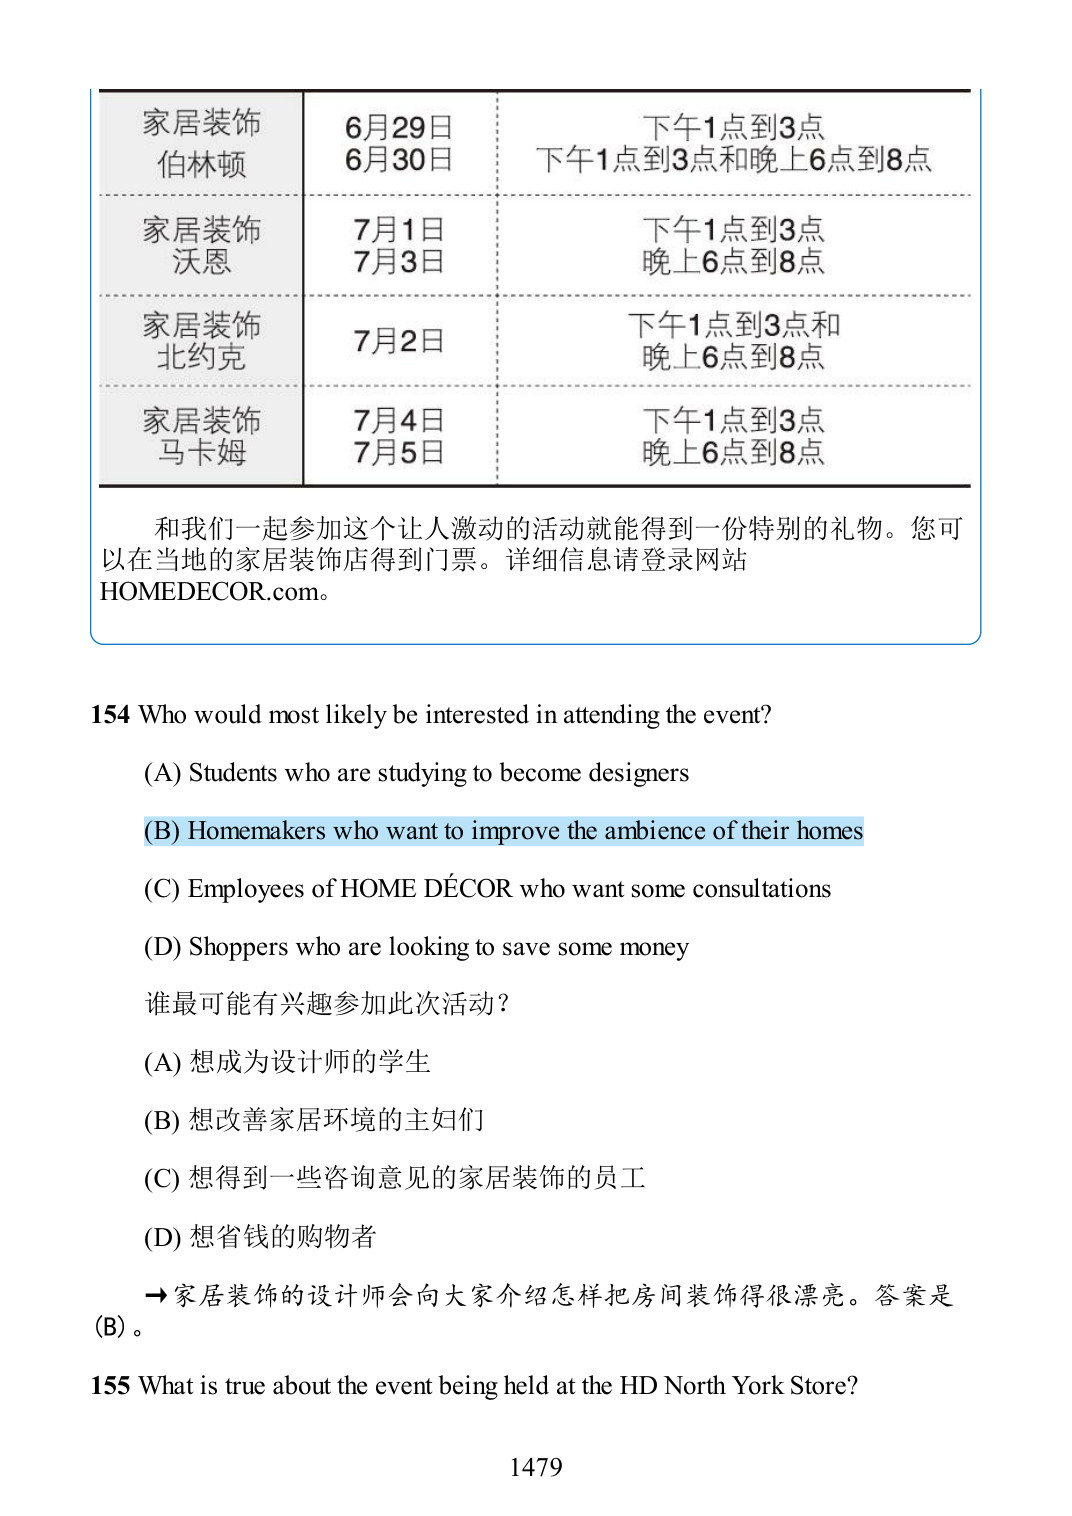 家居装饰
伯林顿
6月29日
6月30日
下午1点到3点
下午1点到3点和晚上6点到8点
家居装饰
沃恩
7月1日
7月3日
下午1点到3点
晚上6点到8点
家居装饰
北约克
7月2日
下午1点到3点和
晚上6点到8点
家居装饰
马卡姆
7月4日
7月5日
下午1点到3点
晚上6点到8点
和我们一起参加这个让人激动的活动就能得到一份特别的礼物。您可
以在当地的家居装饰店得到门票。详细信息请登录网站
HOMEDECOR.com。
154 Who would most likely be interested in attending the event?
(A) Students who are studying to become designers
(B) Homemakers who want to improve the ambience of their homes
(C) Employees of HOME DÉCOR who want some consultations
(D) Shoppers who are looking to save some money
谁最可能有兴趣参加此次活动？
(A) 想成为设计师的学生
(B) 想改善家居环境的主妇们
(C) 想得到一些咨询意见的家居装饰的员工
(D) 想省钱的购物者
→家居装饰的设计师会向大家介绍怎样把房间装饰得很漂亮。答案是
(B)。
155 What is true about the event being held at the HD North York Store?
1479